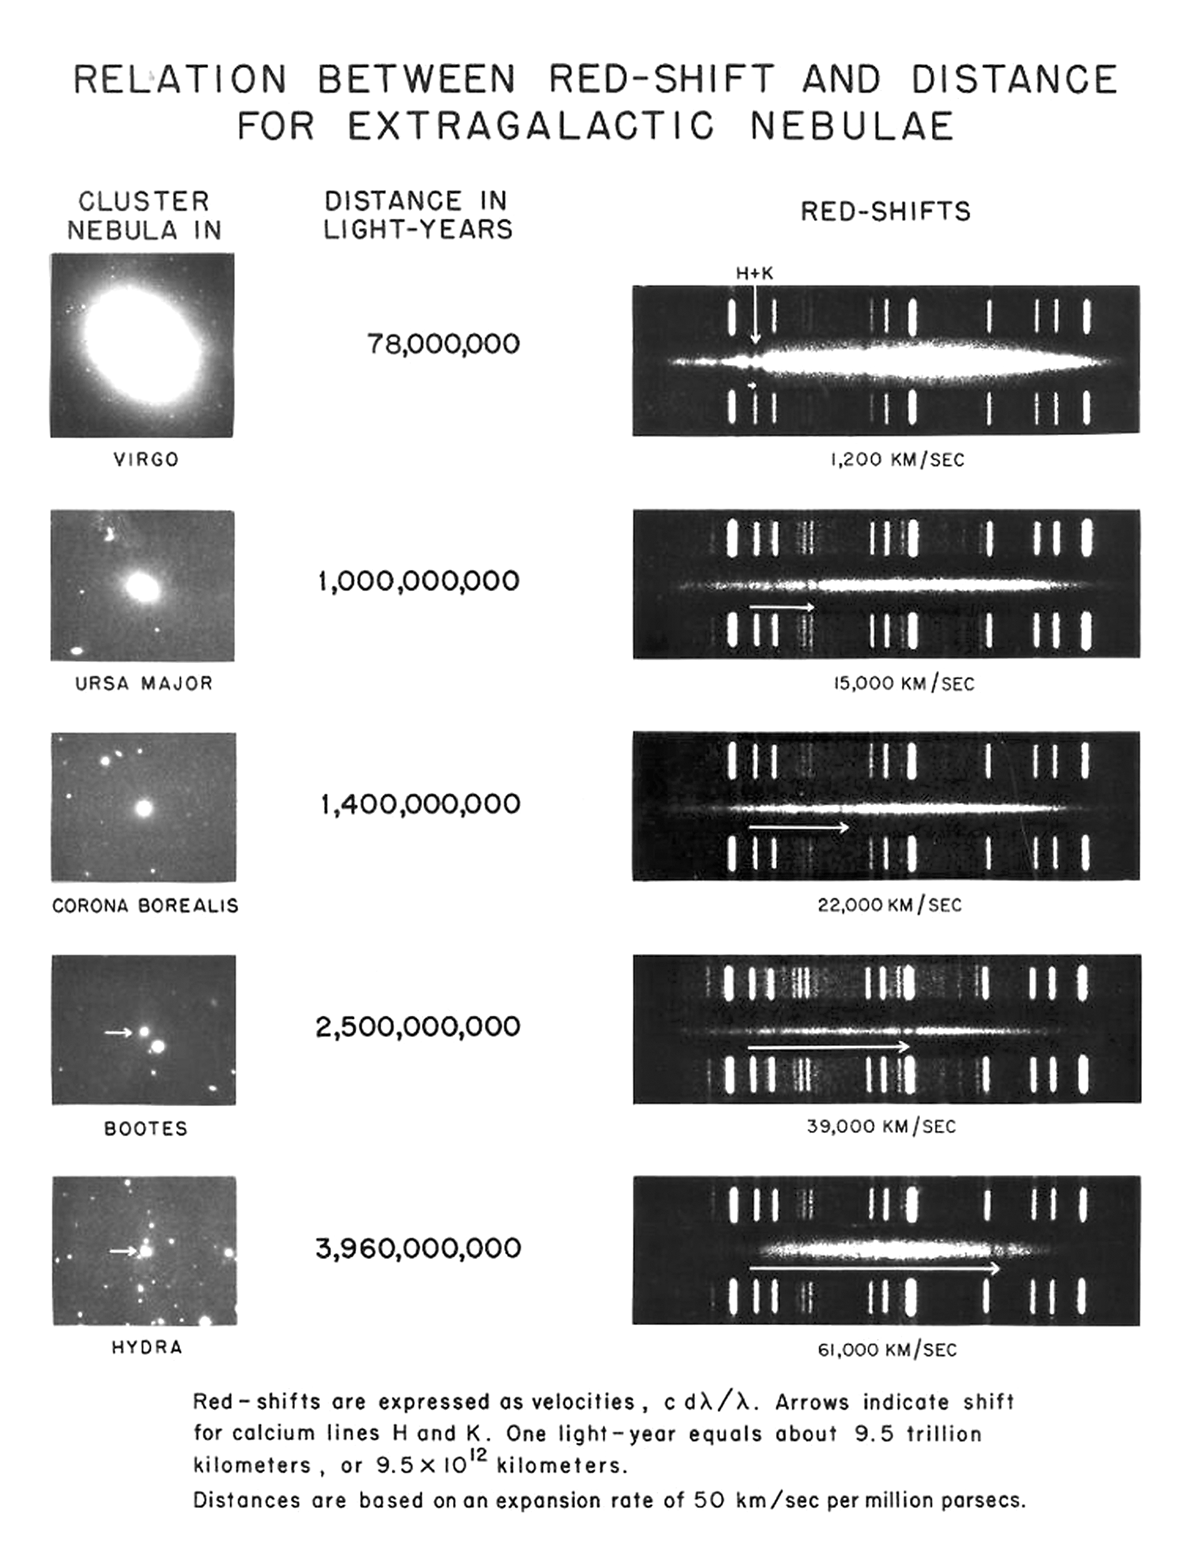 RELATION BETWEEN RED-SHIFT AND DISTANCE
FOR EXTRAGALACTIC NEBULAE
CLUSTER
NEBULA IN
DISTANCE IN
LIGHT-YEARS
RED-SHIFTS
H+K
78,000,000
VIRGO
1,200 KM/SEC
1,000,000,000
URSA MAJOR
15,000 KM/SEC
1,400,000,000
CORONA BOREALIS
22,000 KM/SEC
2,500,000,000
BOOTES
39,000 KM/SEC
3,960,000,000
HYDRA
61,000 KM/SEC
Red-shifts are expressed as velocities, c dλ/λ. Arrows indicate shift
for calcium lines H and K. One light-year equals about 9.5 trillion
kilometers, or 9.5 × 10¹² kilometers.
Distances are based on an expansion rate of 50 km/sec per million parsecs.